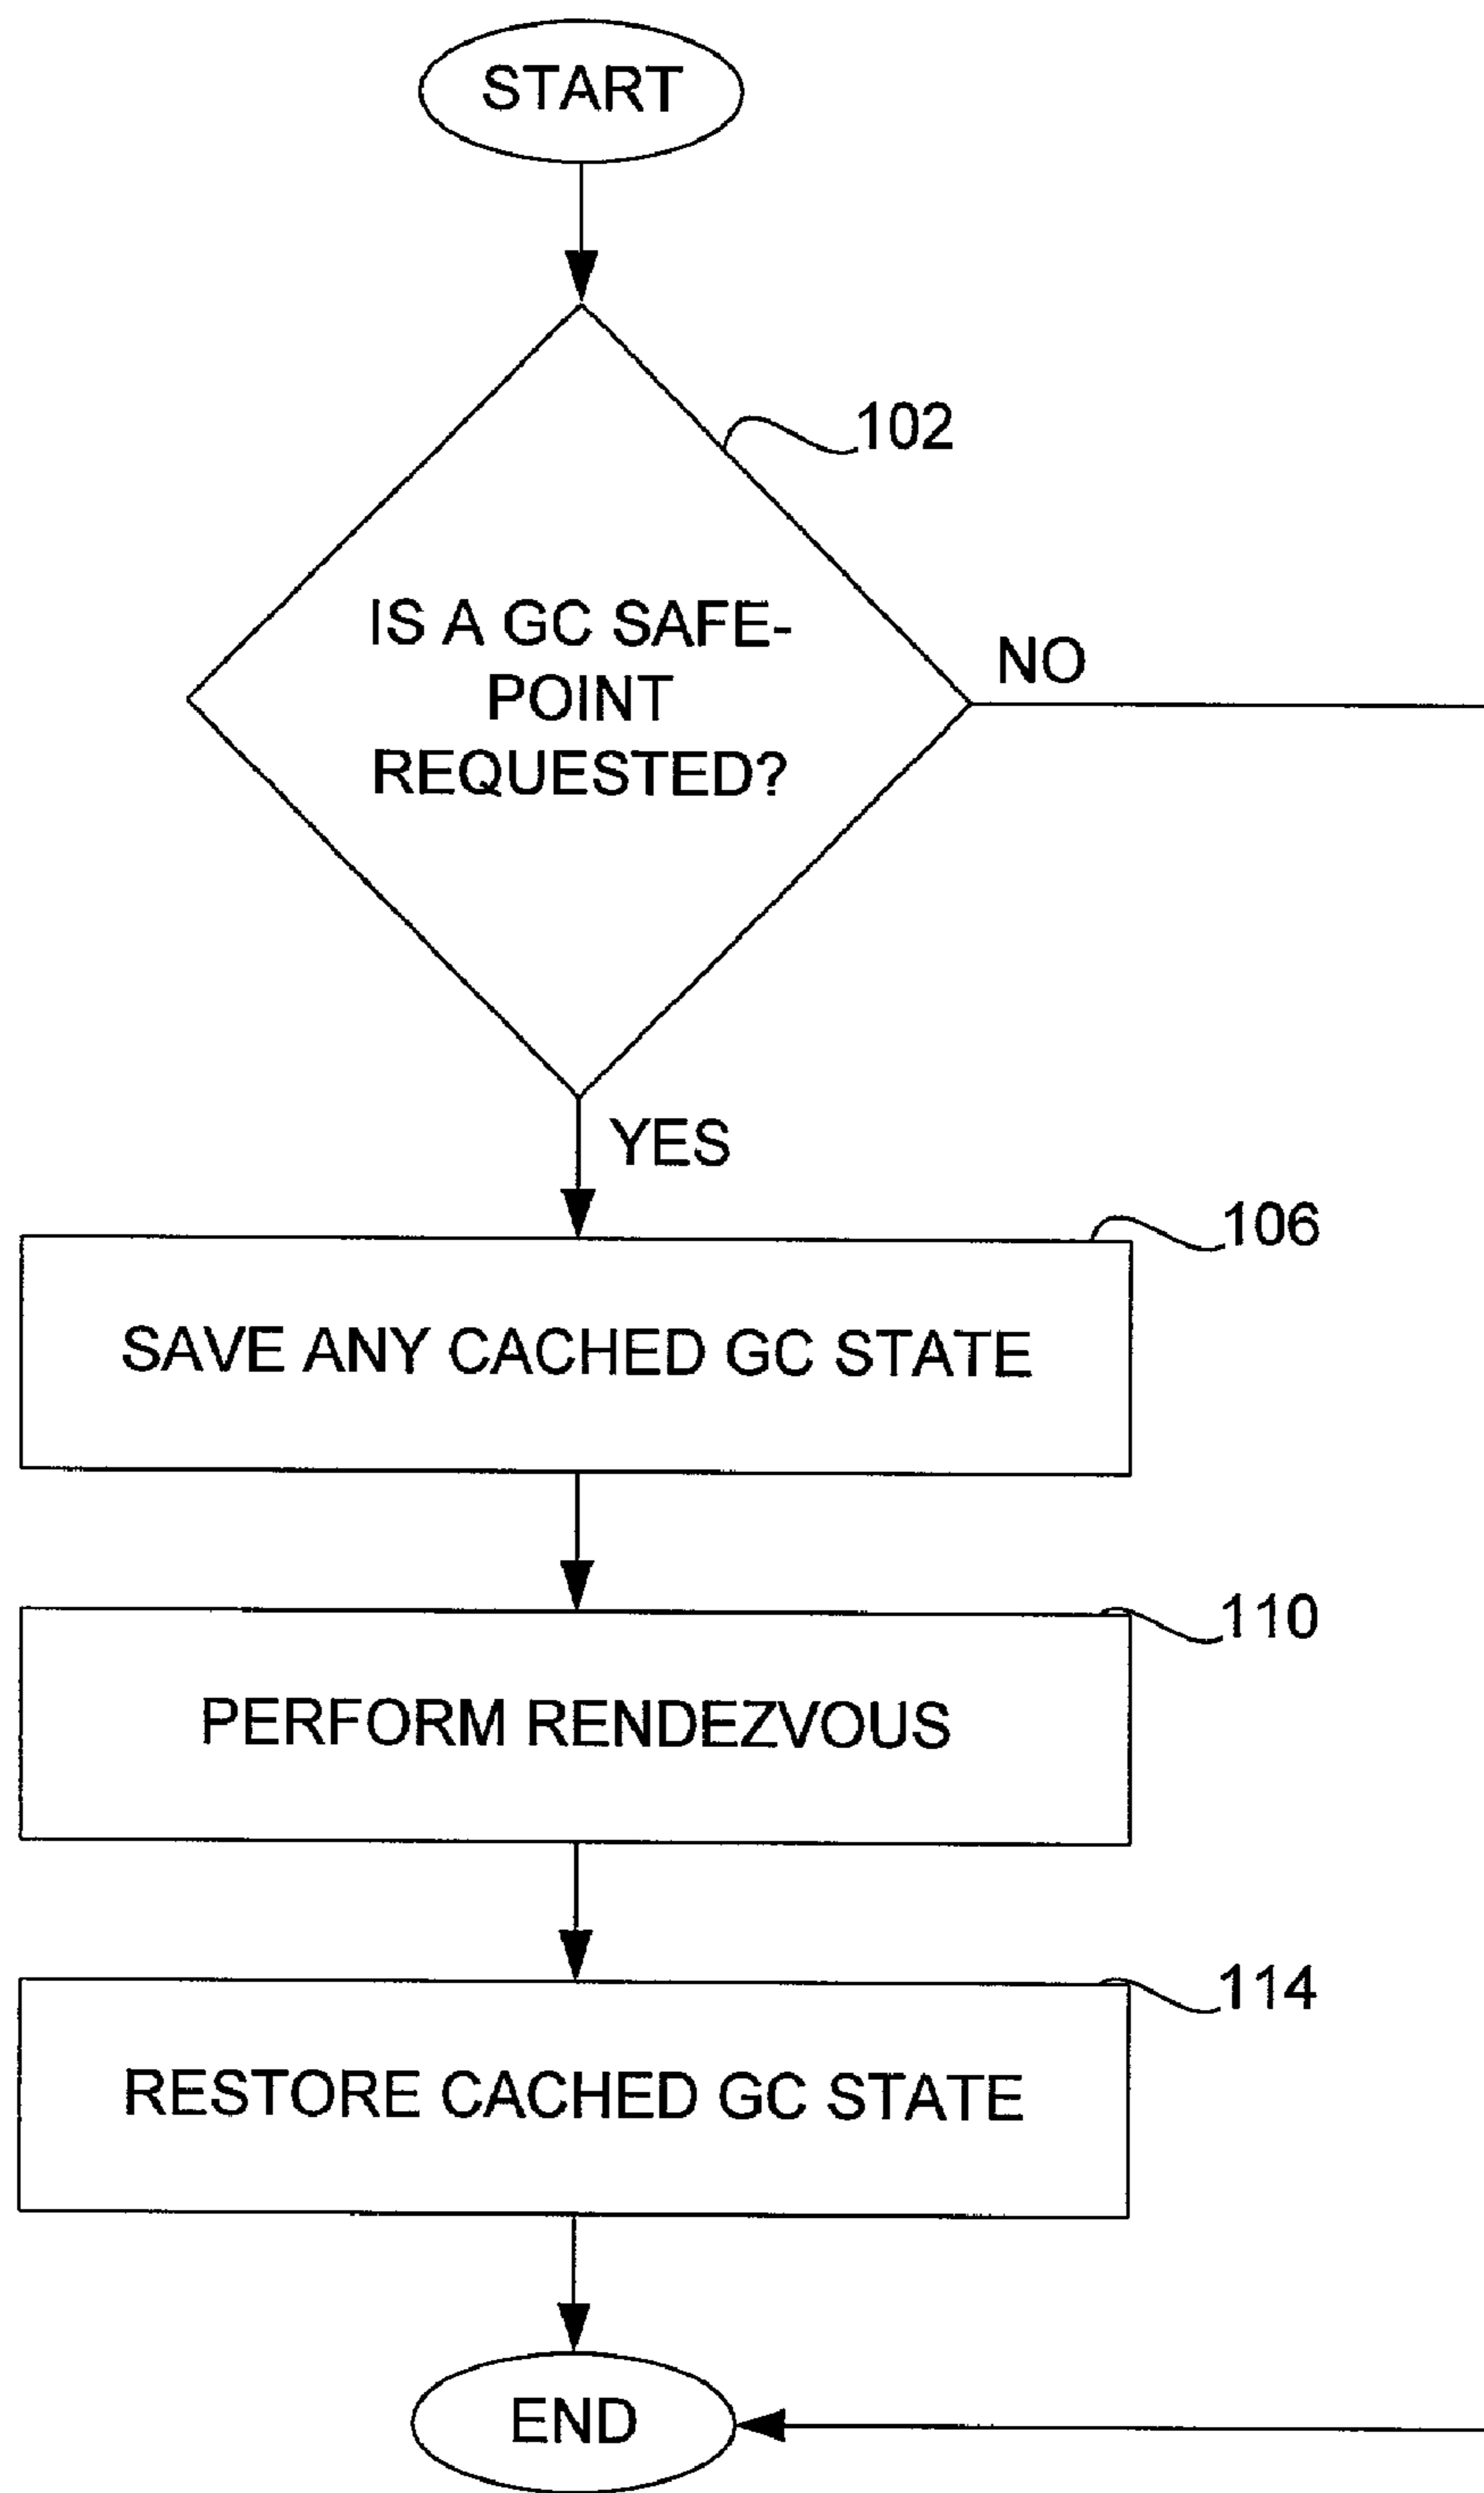 START
102
IS A GC SAFE-
POINT
REQUESTED?
NO
YES
106
SAVE ANY CACHED GC STATE
110
PERFORM RENDEZVOUS
114
RESTORE CACHED GC STATE
END